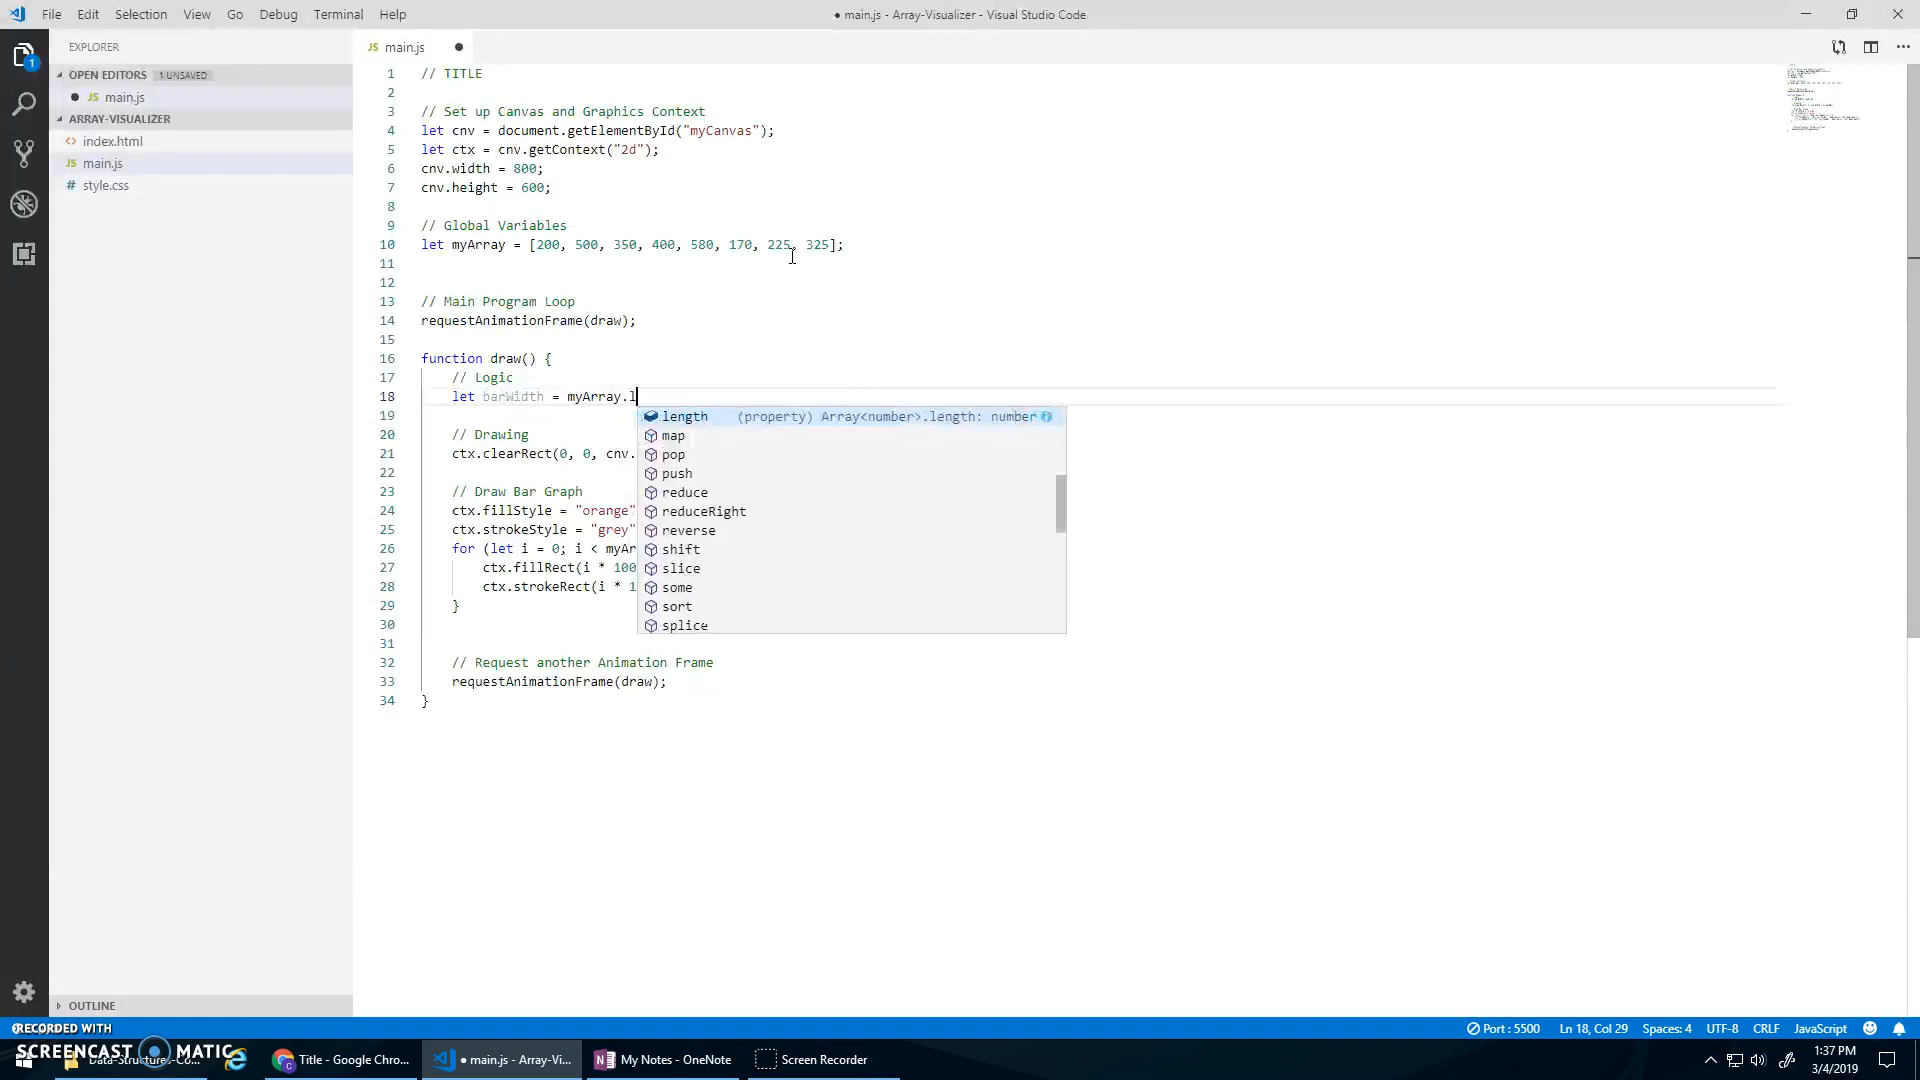 File Edit Selection View Go Debug Terminal Help
● main.js - Array-Visualizer - Visual Studio Code
EXPLORER
JS main.js ●
OPEN EDITORS 1 UNSAVED
● JS main.js
ARRAY-VISUALIZER
<> index.html
JS main.js
# style.css
OUTLINE
1
1 // TITLE
2
3 // Set up Canvas and Graphics Context
4 let cnv = document.getElementById("myCanvas");
5 let ctx = cnv.getContext("2d");
6 cnv.width = 800;
7 cnv.height = 600;
8
9 // Global Variables
10 let myArray = [200, 500, 350, 400, 580, 170, 225, 325];
11
12
13 // Main Program Loop
14 requestAnimationFrame(draw);
15
16 function draw() {
17 // Logic
18 let barWidth = myArray.l
19
20 // Drawing
21 ctx.clearRect(0, 0, cnv.
22
23 // Draw Bar Graph
24 ctx.fillStyle = "orange"
25 ctx.strokeStyle = "grey"
26 for (let i = 0; i < myAr
27 ctx.fillRect(i * 100
28 ctx.strokeRect(i * 1
29 }
30
31
32 // Request another Animation Frame
33 requestAnimationFrame(draw);
34 }
length (property) Array<number>.length: number
map
pop
push
reduce
reduceRight
reverse
shift
slice
some
sort
splice
Port : 5500 Ln 18, Col 29 Spaces: 4 UTF-8 CRLF JavaScript
RECORDED WITH
SCREENCAST MATIC
Title - Google Chro...
● main.js - Array-Vi...
My Notes - OneNote
Screen Recorder
1:37 PM
3/4/2019